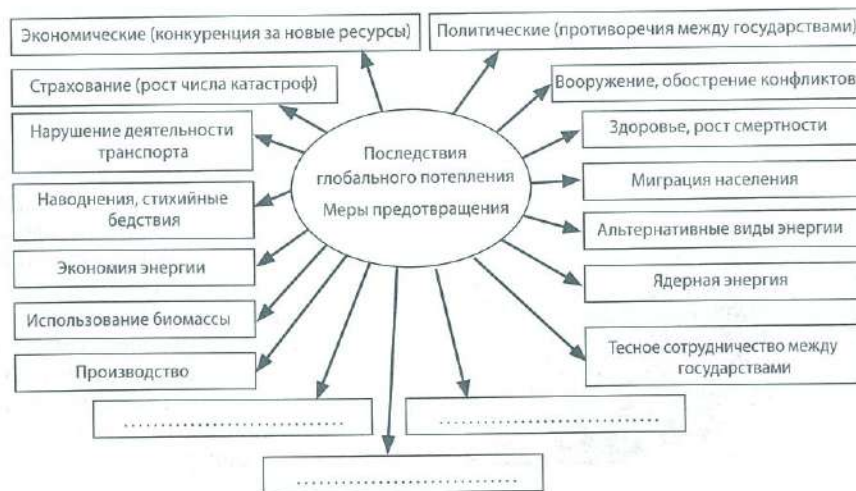 Экономические (конкуренция за новые ресурсы)
Политические (противоречия между государствами)
Страхование (рост числа катастроф)
Вооружение, обострение конфликтов
Нарушение деятельности
транспорта
Здоровье, рост смертности
Последствия
глобального потепления
Меры предотвращения
Наводнения, стихийные
бедствия
Миграция населения
Альтернативные виды энергии
Экономия энергии
Ядерная энергия
Использование биомассы
Производство
Тесное сотрудничество между
государствами
..............................
..............................
..............................